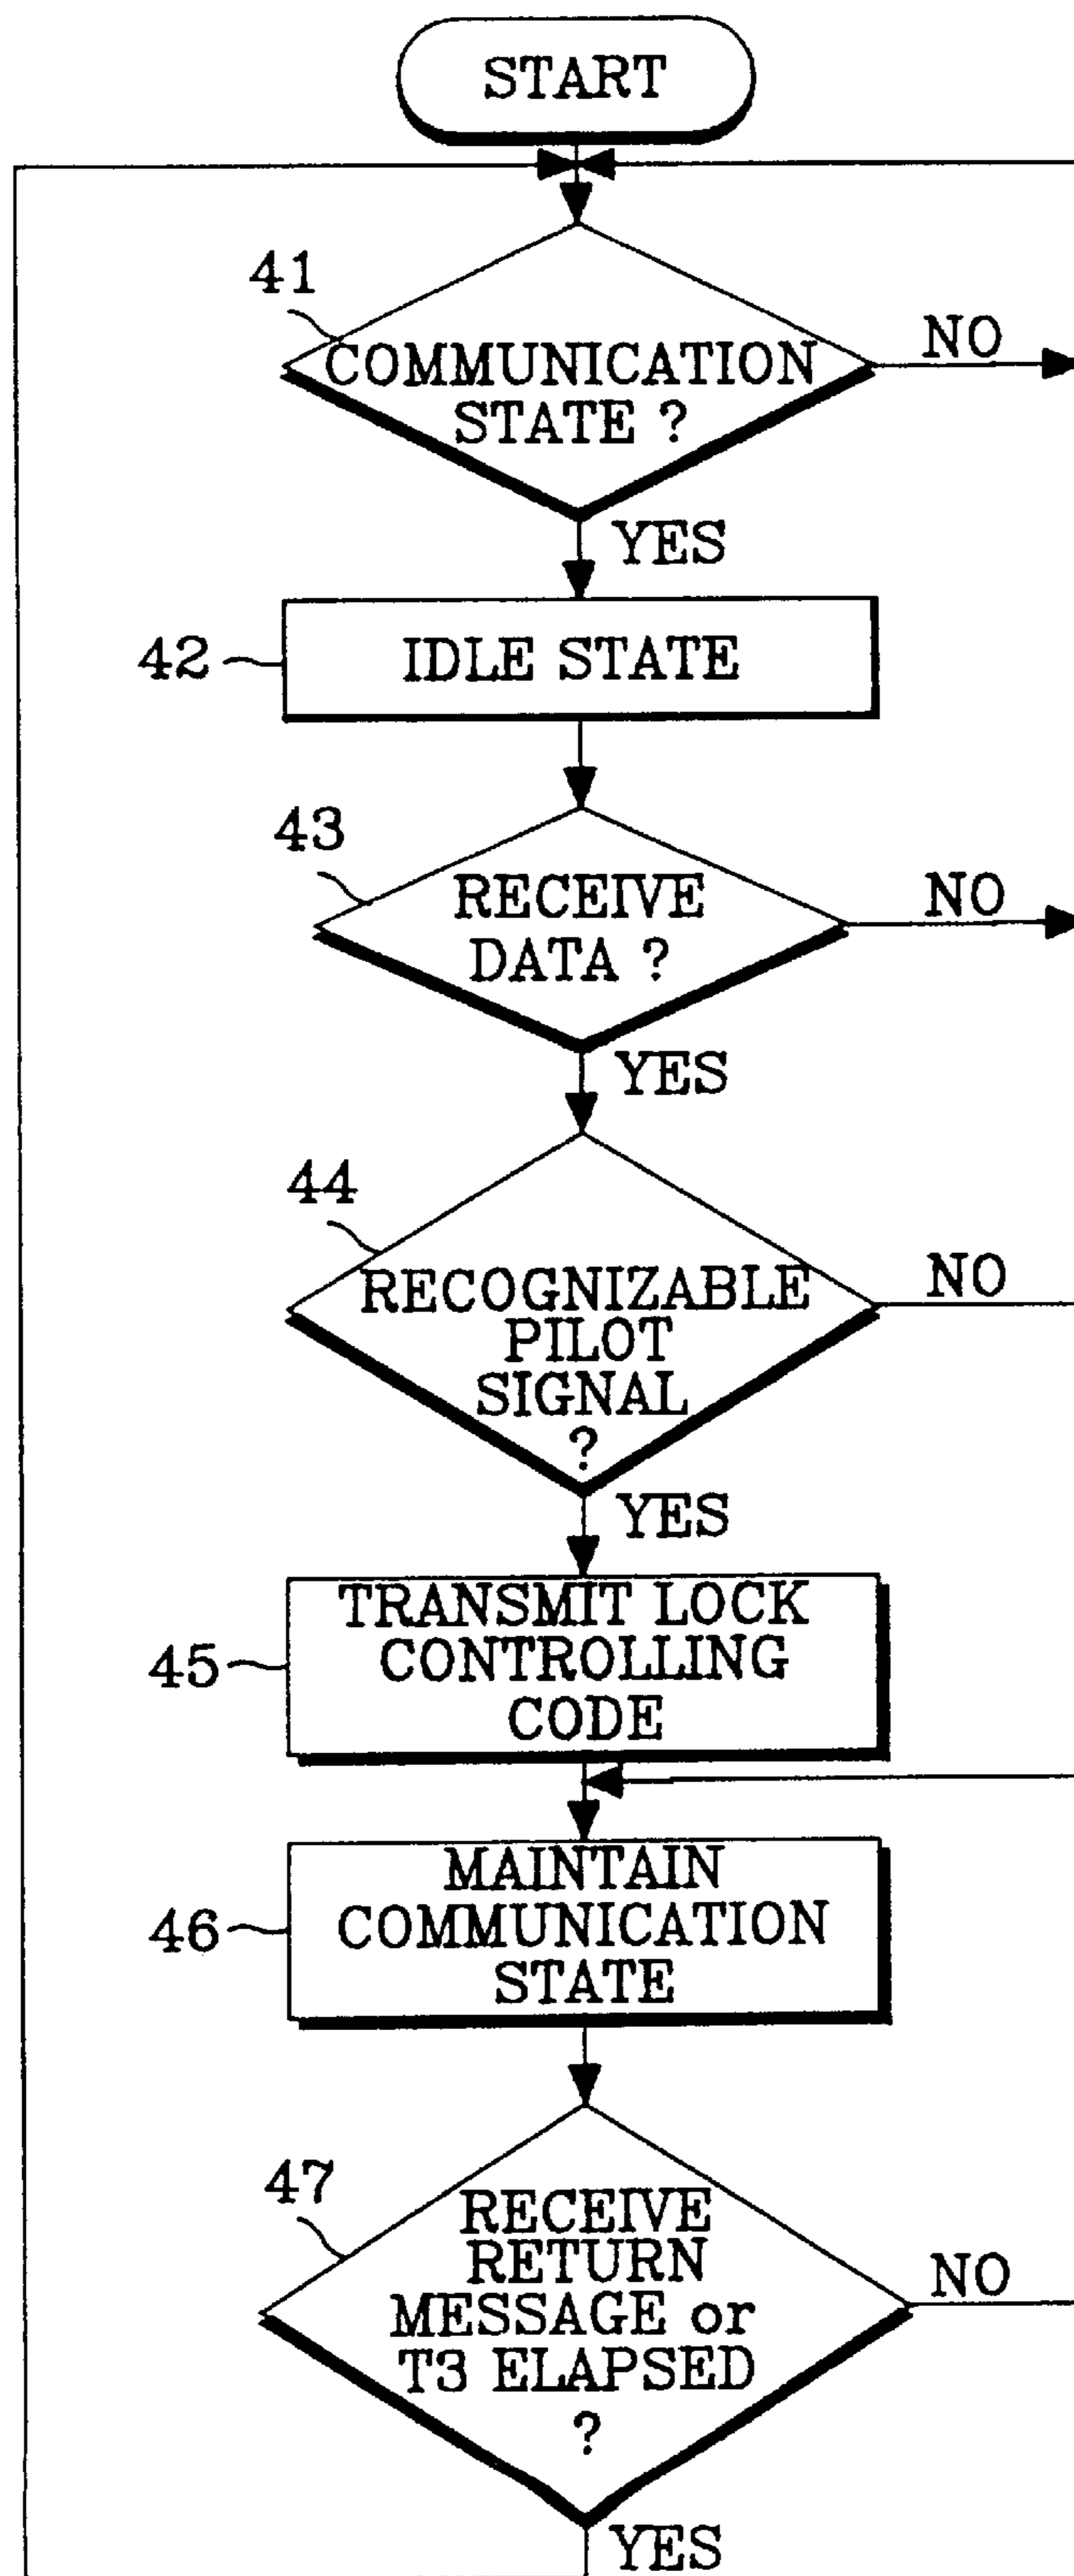 START
41
COMMUNICATION
STATE ?
NO
YES
42
IDLE STATE
43
RECEIVE
DATA ?
NO
YES
44
RECOGNIZABLE
PILOT
SIGNAL
?
NO
YES
45
TRANSMIT LOCK
CONTROLLING
CODE
46
MAINTAIN
COMMUNICATION
STATE
47
RECEIVE
RETURN
MESSAGE or
T3 ELAPSED
?
NO
YES